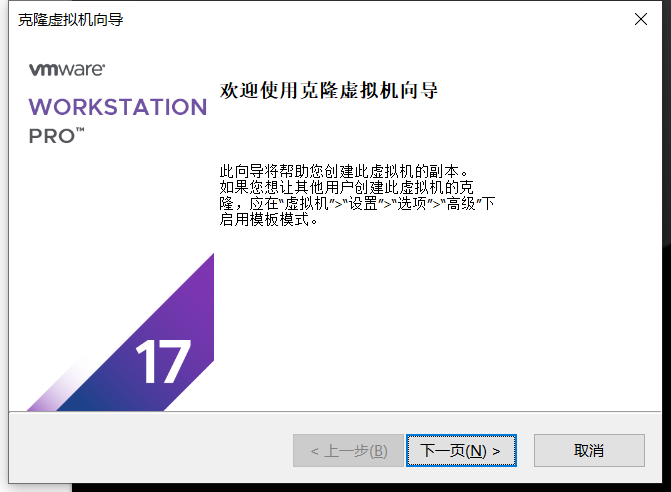 克隆虚拟机向导
vmware
WORKSTATION
PRO™
欢迎使用克隆虚拟机向导
此向导将帮助您创建此虚拟机的副本。
如果您想让其他用户创建此虚拟机的克
隆，应在“虚拟机”>“设置”>“选项”>“高级”下
启用模板模式。
17
< 上一步(B)
下一页(N) >
取消